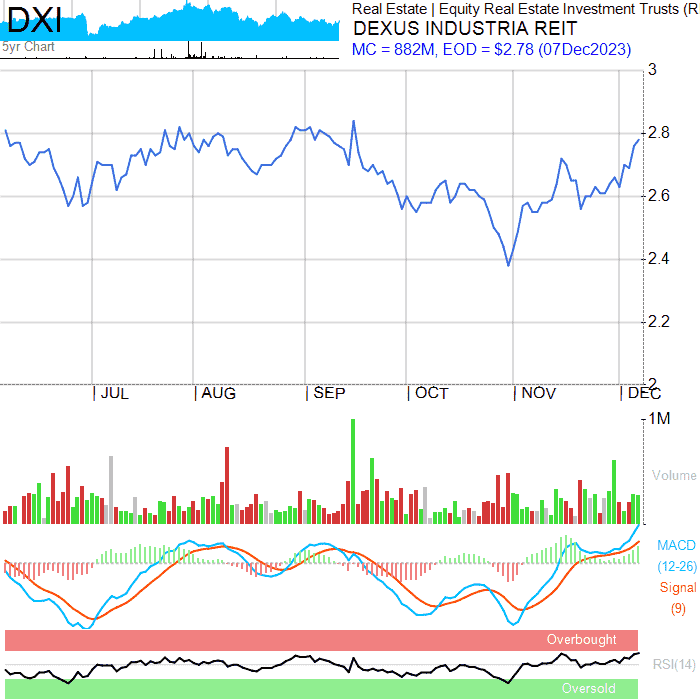 DXI
5yr Chart
Real Estate | Equity Real Estate Investment Trusts (R
DEXUS INDUSTRIA REIT
MC = 882M, EOD = $2.78 (07Dec2023)
3
2.8
2.6
2.4
2.2
2
JUL AUG SEP OCT NOV DEC
1M
Volume
MACD
(12-26)
Signal
(9)
Overbought
RSI(14)
Oversold